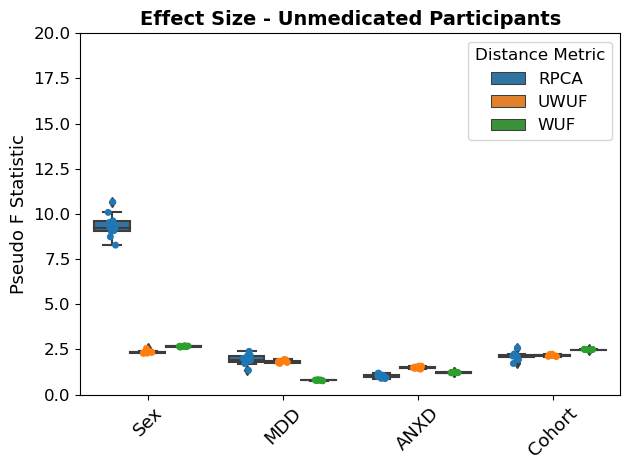 Effect Size - Unmedicated Participants
Pseudo F Statistic
20.0
17.5
15.0
12.5
10.0
7.5
5.0
2.5
0.0
Distance Metric
RPCA
UWUF
WUF
Sex
MDD
ANXD
Cohort